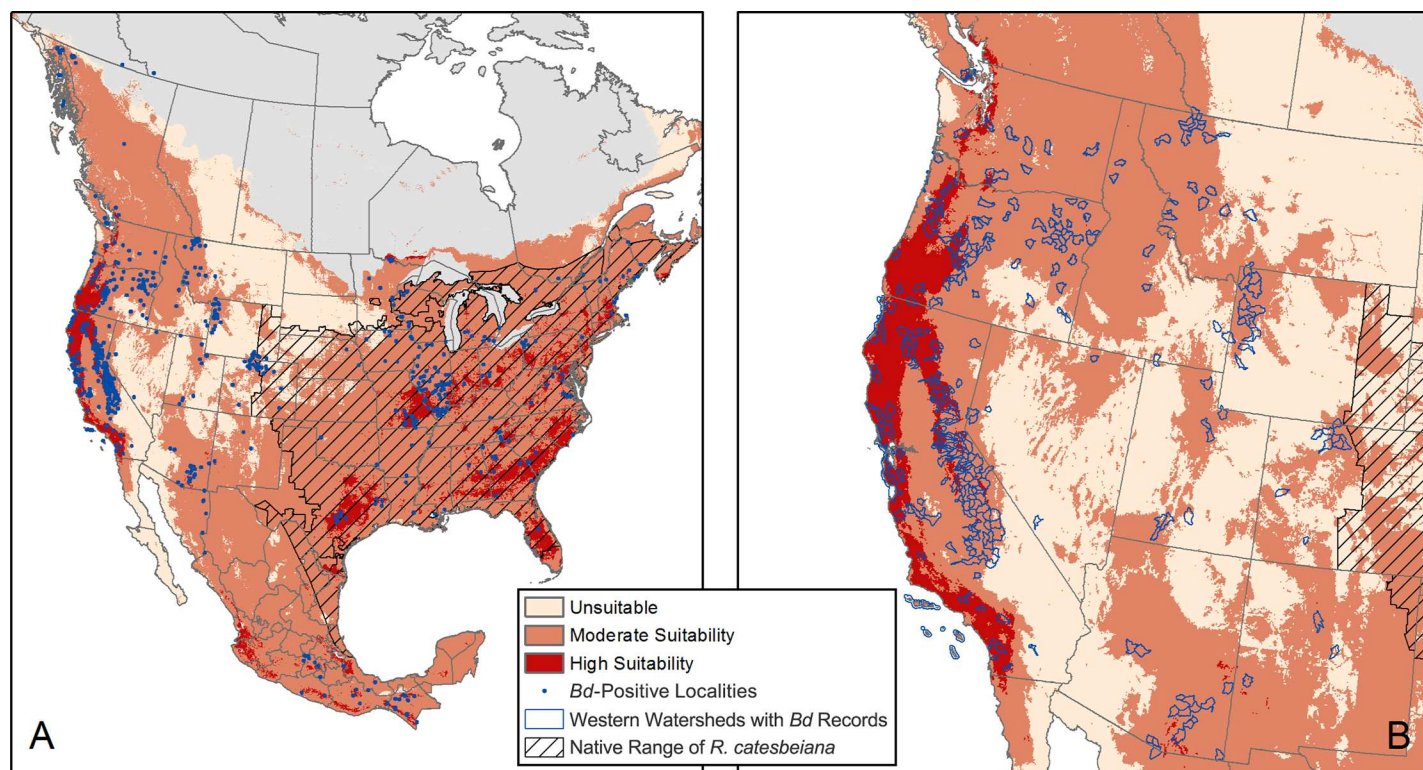 A
Unsuitable
Moderate Suitability
High Suitability
Bd-Positive Localities
Western Watersheds with Bd Records
Native Range of R. catesbeiana
B